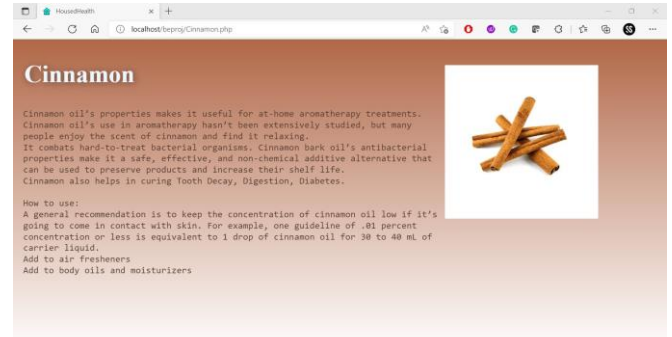 HousedHealth
localhost/beproj/Cinnamon.php
SS
Cinnamon
Cinnamon oil's properties makes it useful for at-home aromatherapy treatments.
Cinnamon oil's use in aromatherapy hasn't been extensively studied, but many
people enjoy the scent of cinnamon and find it relaxing.
It combats hard-to-treat bacterial organisms. Cinnamon bark oil's antibacterial
properties make it a safe, effective, and non-chemical additive alternative that
can be used to preserve products and increase their shelf life.
Cinnamon also helps in curing Tooth Decay, Digestion, Diabetes.
How to use:
A general recommendation is to keep the concentration of cinnamon oil low if it's
going to come in contact with skin. For example, one guideline of .01 percent
concentration or less is equivalent to 1 drop of cinnamon oil for 30 to 40 mL of
carrier liquid.
Add to air fresheners
Add to body oils and moisturizers